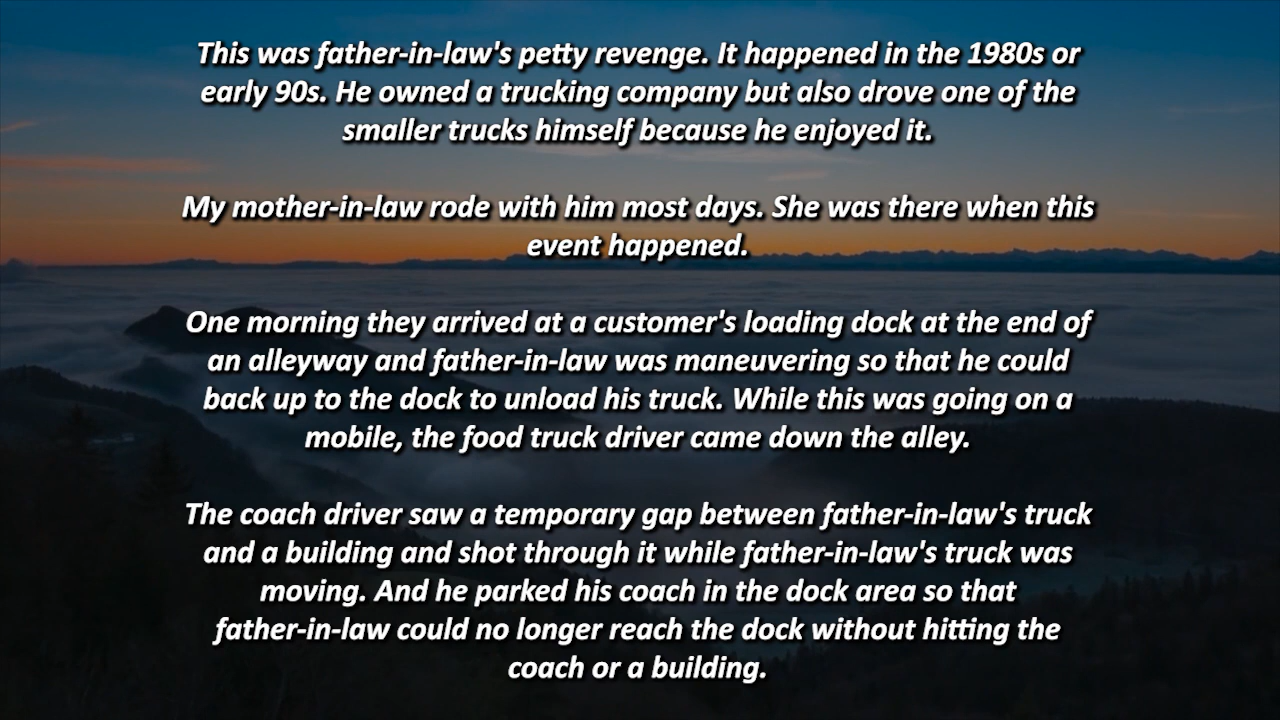 This was father-in-law's petty revenge. It happened in the 1980s or
early 90s. He owned a trucking company but also drove one of the
smaller trucks himself because he enjoyed it.
My mother-in-law rode with him most days. She was there when this
event happened.
One morning they arrived at a customer's loading dock at the end of
an alleyway and father-in-law was maneuvering so that he could
back up to the dock to unload his truck. While this was going on a
mobile, the food truck driver came down the alley.
The coach driver saw a temporary gap between father-in-law's truck
and a building and shot through it while father-in-law's truck was
moving. And he parked his coach in the dock area so that
father-in-law could no longer reach the dock without hitting the
coach or a building.